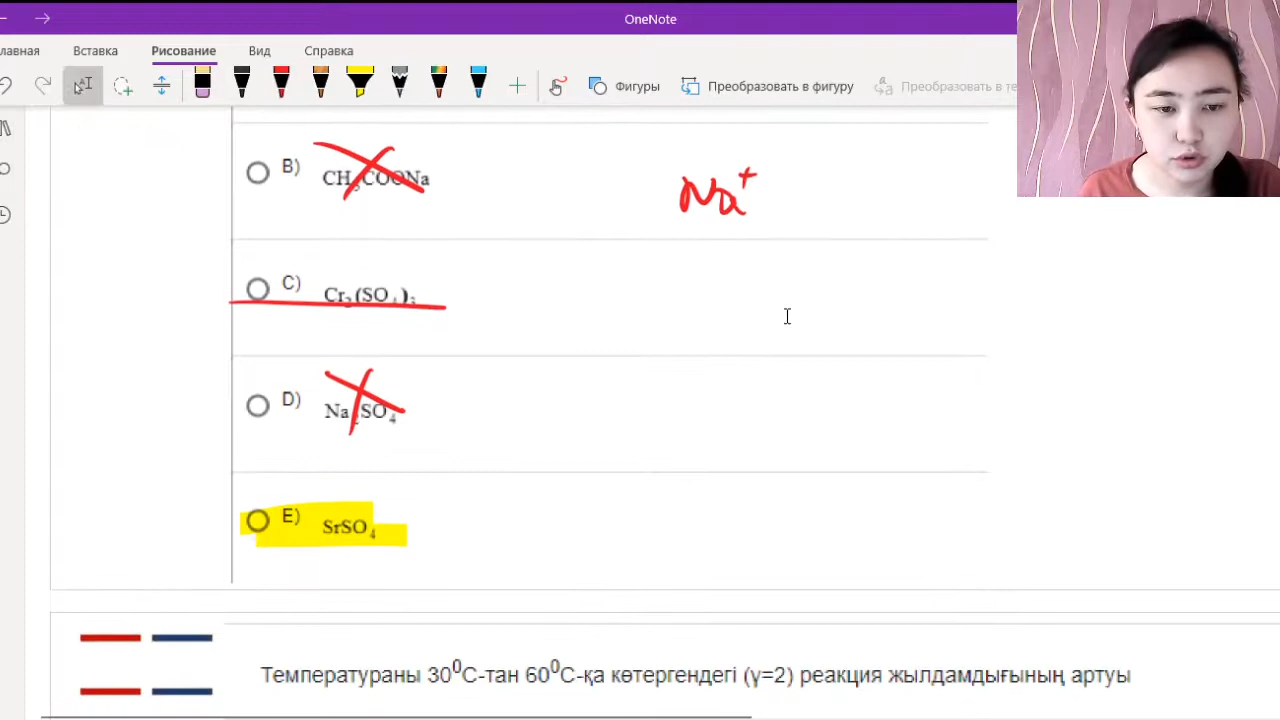 OneNote
лавная Вставка Рисование Вид Справка
Фигуры Преобразовать в фигуру Преобразовать в те
B) CH3COONa
Na+
C) Cr2(SO4)3
D) Na2SO4
E) SrSO4
Температураны 30⁰С-тан 60⁰С-қа көтергендегі (γ=2) реакция жылдамдығының артуы